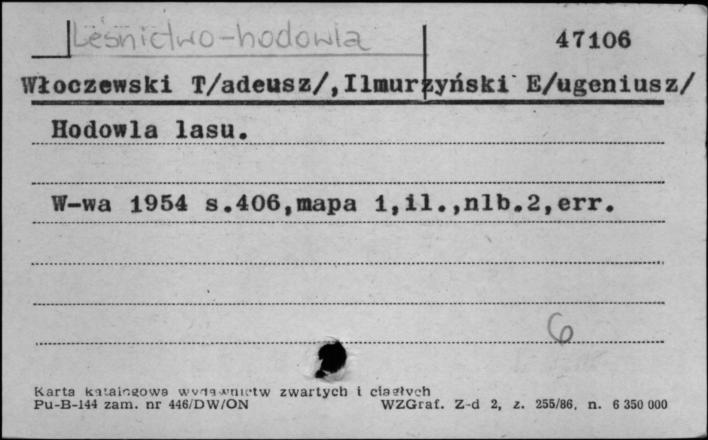 Leśnictwo-hodowla
47106
Włoczewski T/adeusz/,Ilmurzyński E/ugeniusz/
Hodowla lasu.
W-wa 1954 s.406,mapa 1,il.,nlb.2,err.
6
Karta katalogowa wydawnictw zwartych i ciągłych
Pu-B-144 zam. nr 446/DW/ON WZGraf. Z-d 2, z. 255/86, n. 6 350 000